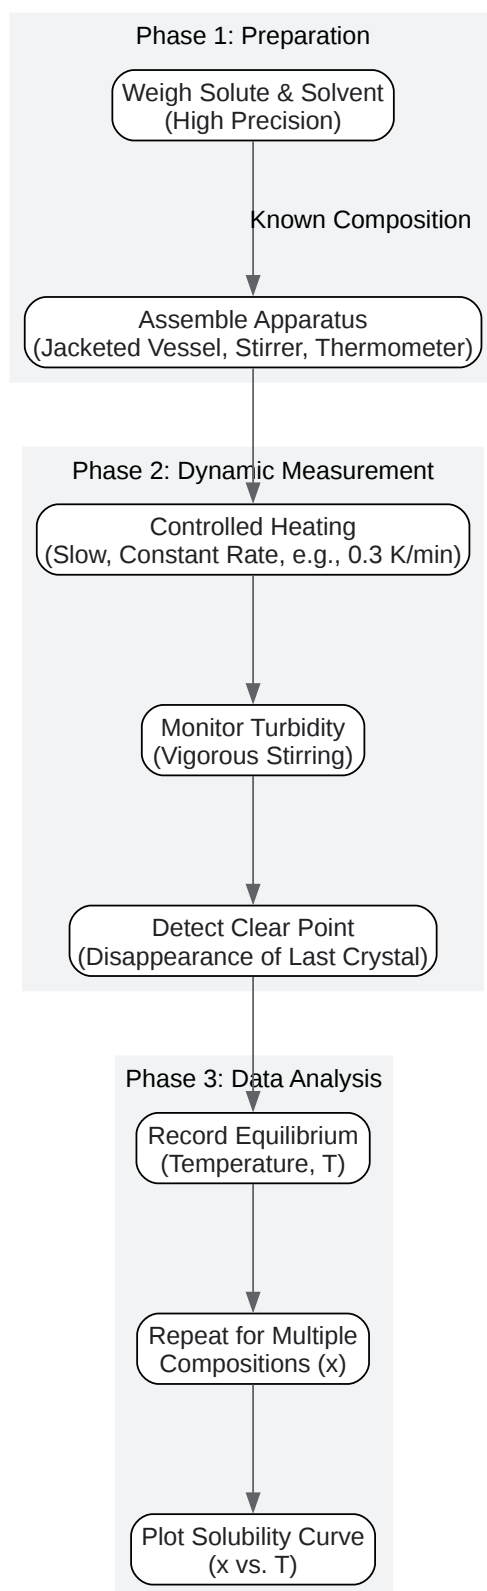 Phase 1: Preparation
Weigh Solute & Solvent
(High Precision)
Known Composition
Assemble Apparatus
(Jacketed Vessel, Stirrer, Thermometer)
Phase 2: Dynamic Measurement
Controlled Heating
(Slow, Constant Rate, e.g., 0.3 K/min)
Monitor Turbidity
(Vigorous Stirring)
Detect Clear Point
(Disappearance of Last Crystal)
Phase 3: Data Analysis
Record Equilibrium
(Temperature, T)
Repeat for Multiple
Compositions (x)
Plot Solubility Curve
(x vs. T)